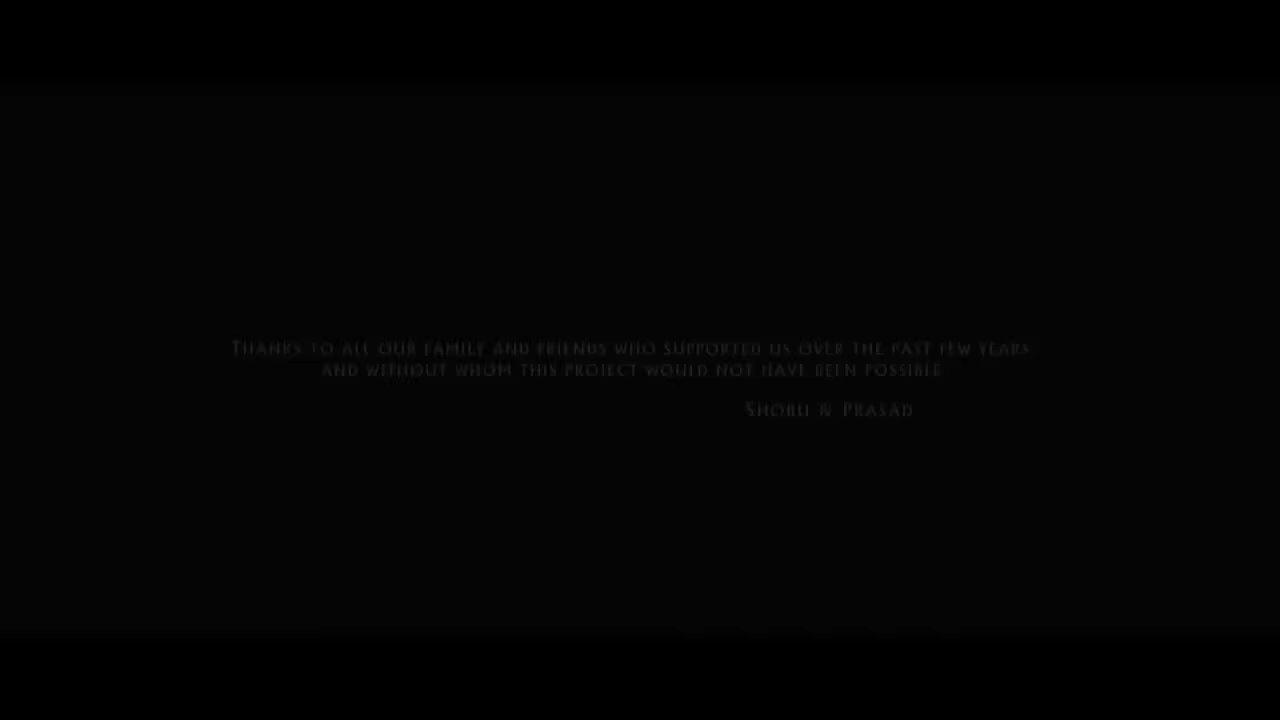 THANKS TO ALL OUR FAMILY AND FRIENDS WHO SUPPORTED US OVER THE PAST FEW YEARS
AND WITHOUT WHOM THIS PROJECT WOULD NOT HAVE BEEN POSSIBLE
SHOBU & PRASAD